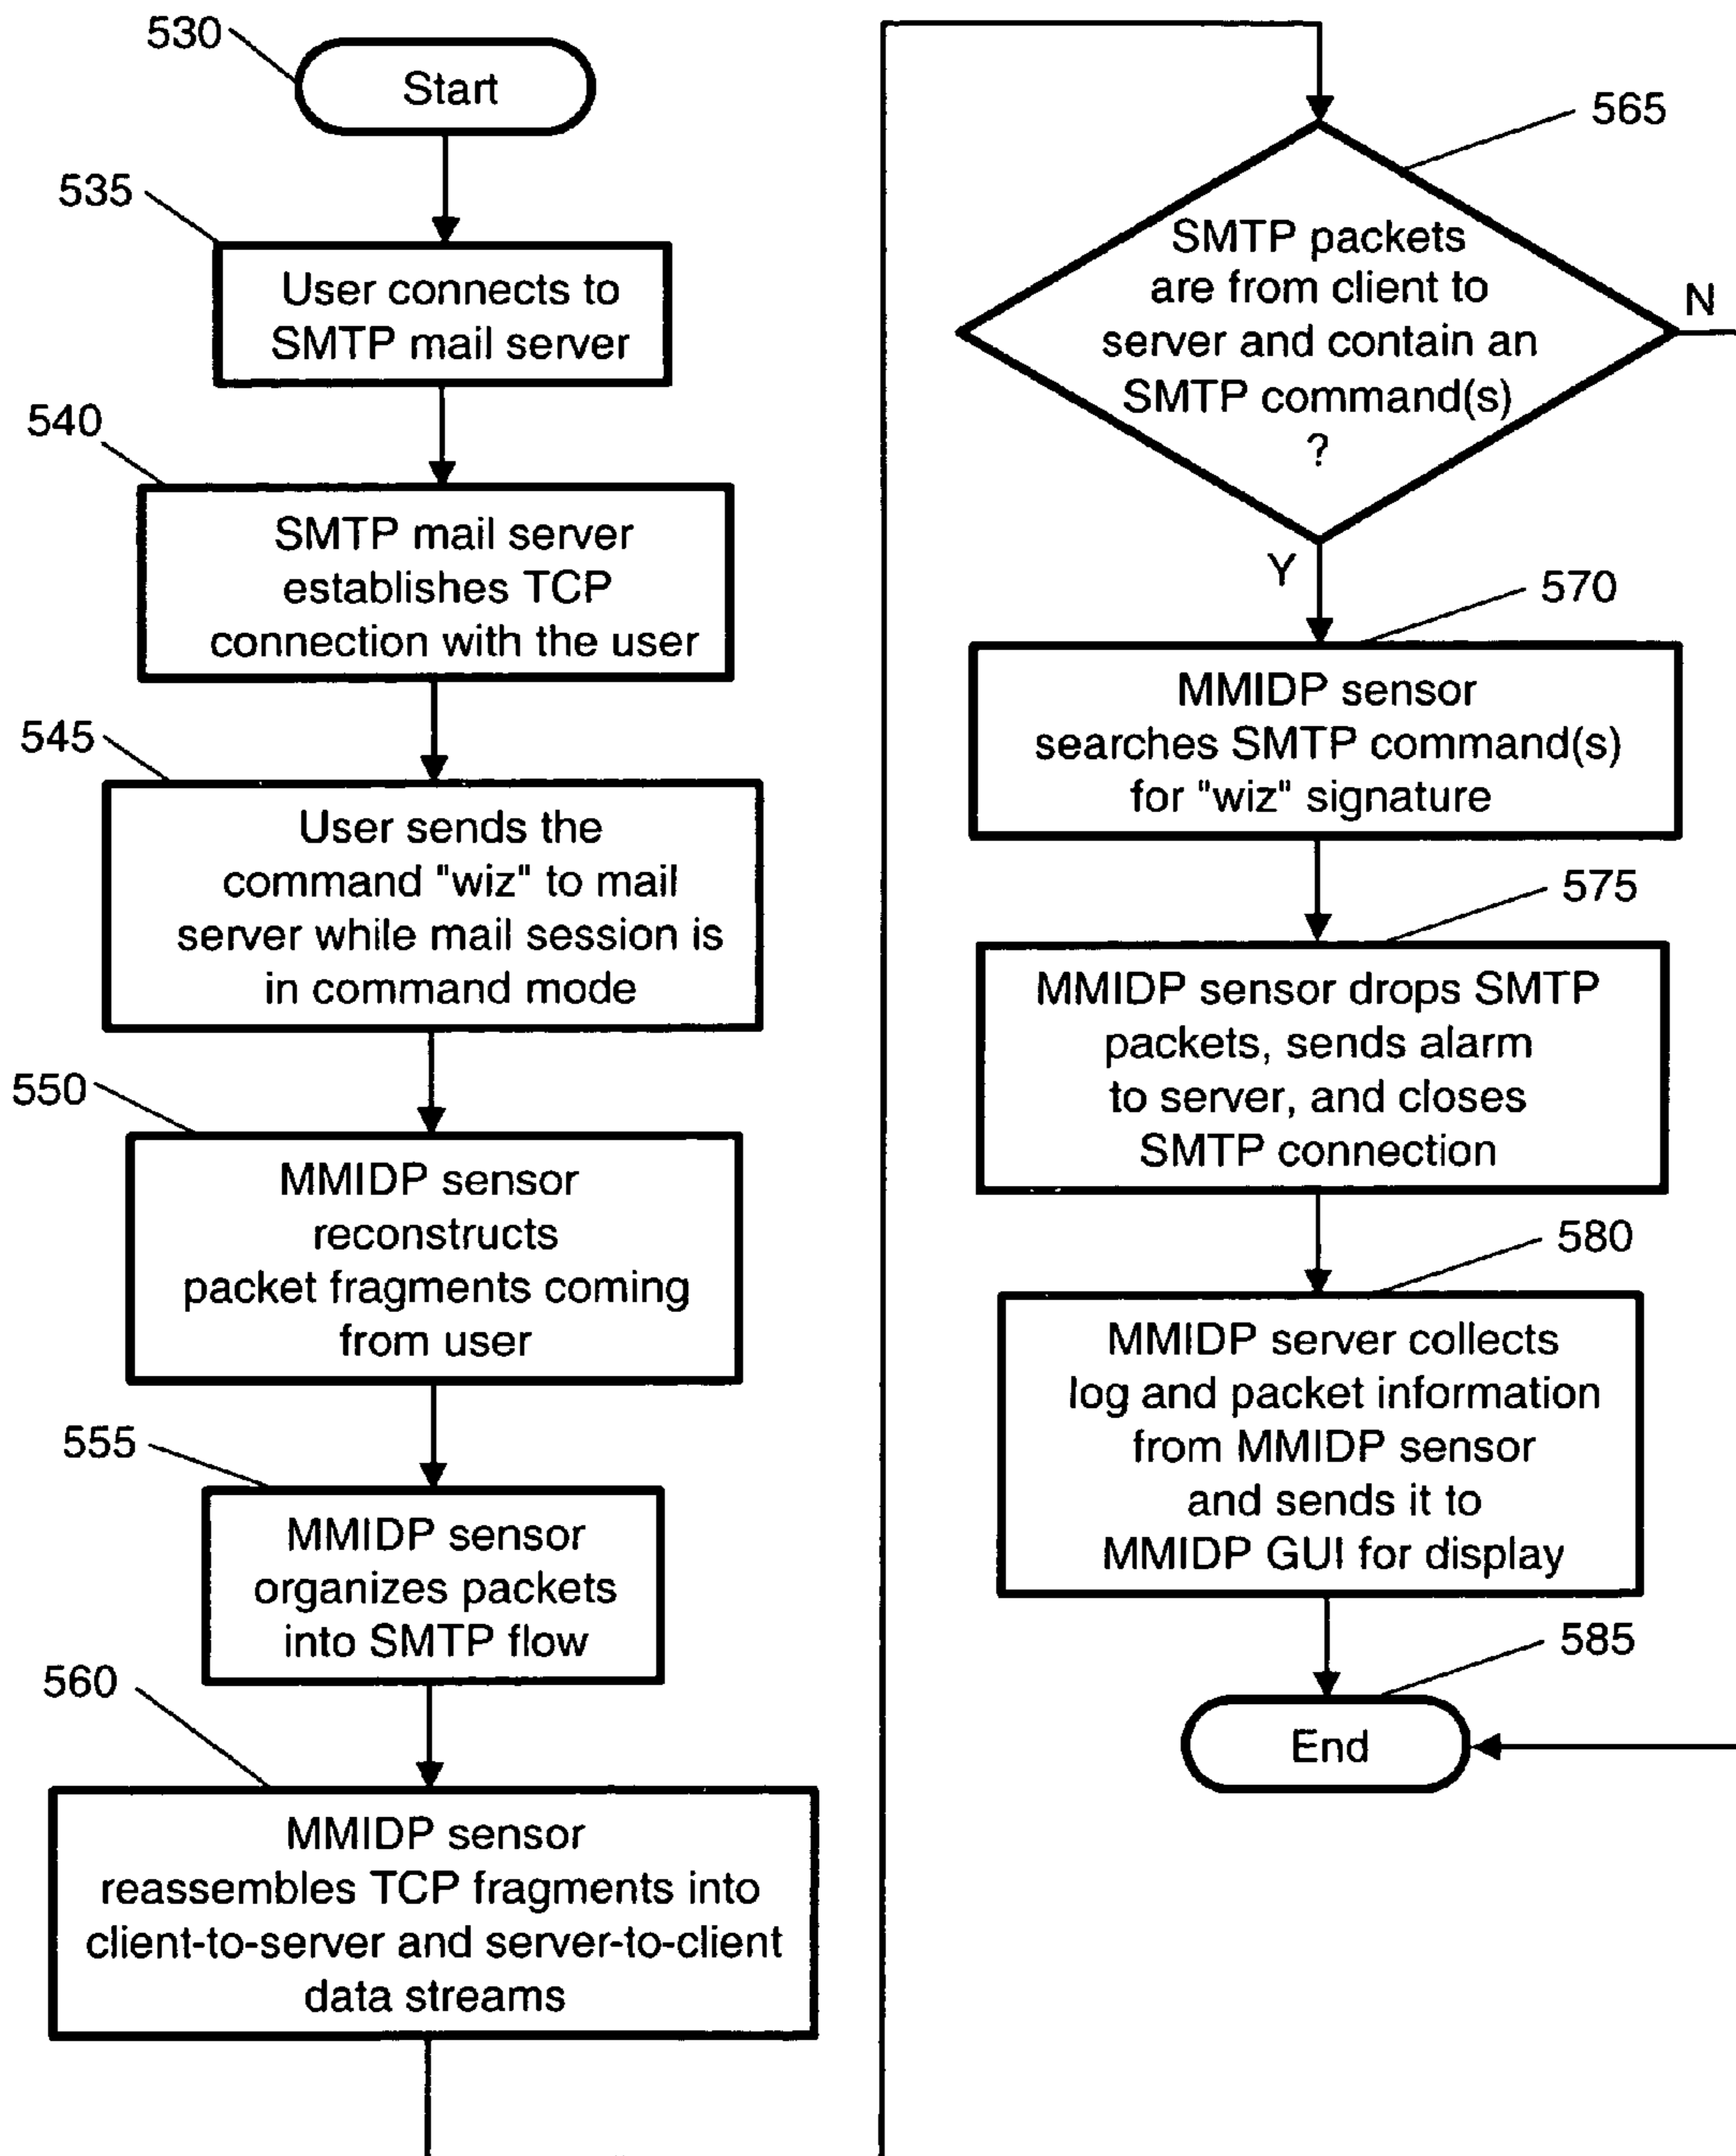 530
Start
535
User connects to
SMTP mail server
540
SMTP mail server
establishes TCP
connection with the user
545
User sends the
command "wiz" to mail
server while mail session is
in command mode
550
MMIDP sensor
reconstructs
packet fragments coming
from user
555
MMIDP sensor
organizes packets
into SMTP flow
560
MMIDP sensor
reassembles TCP fragments into
client-to-server and server-to-client
data streams
565
SMTP packets
are from client to
server and contain an
SMTP command(s)
?
N
Y
570
MMIDP sensor
searches SMTP command(s)
for "wiz" signature
575
MMIDP sensor drops SMTP
packets, sends alarm
to server, and closes
SMTP connection
580
MMIDP server collects
log and packet information
from MMIDP sensor
and sends it to
MMIDP GUI for display
585
End